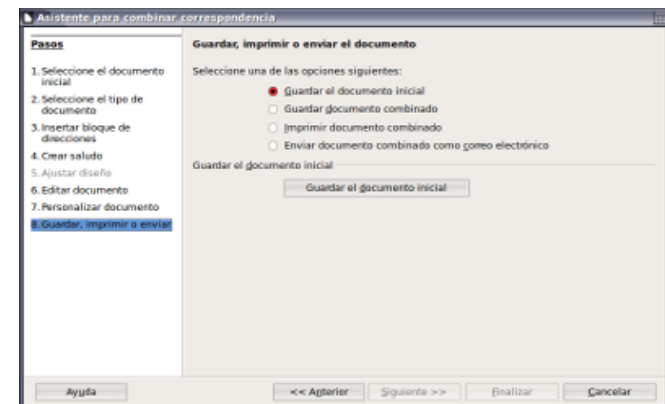 Asistente para combinar correspondencia
Pasos
1. Seleccione el documento
inicial
2. Seleccione el tipo de
documento
3. Insertar bloque de
direcciones
4. Crear saludo
5. Ajustar diseño
6. Editar documento
7. Personalizar documento
8. Guardar, imprimir o enviar
Guardar, imprimir o enviar el documento
Seleccione una de las opciones siguientes:
Guardar el documento inicial
Guardar documento combinado
Imprimir documento combinado
Enviar documento combinado como correo electrónico
Guardar el documento inicial
Guardar el documento inicial
Ayuda
<< Anterior
Siguiente >>
Finalizar
Cancelar